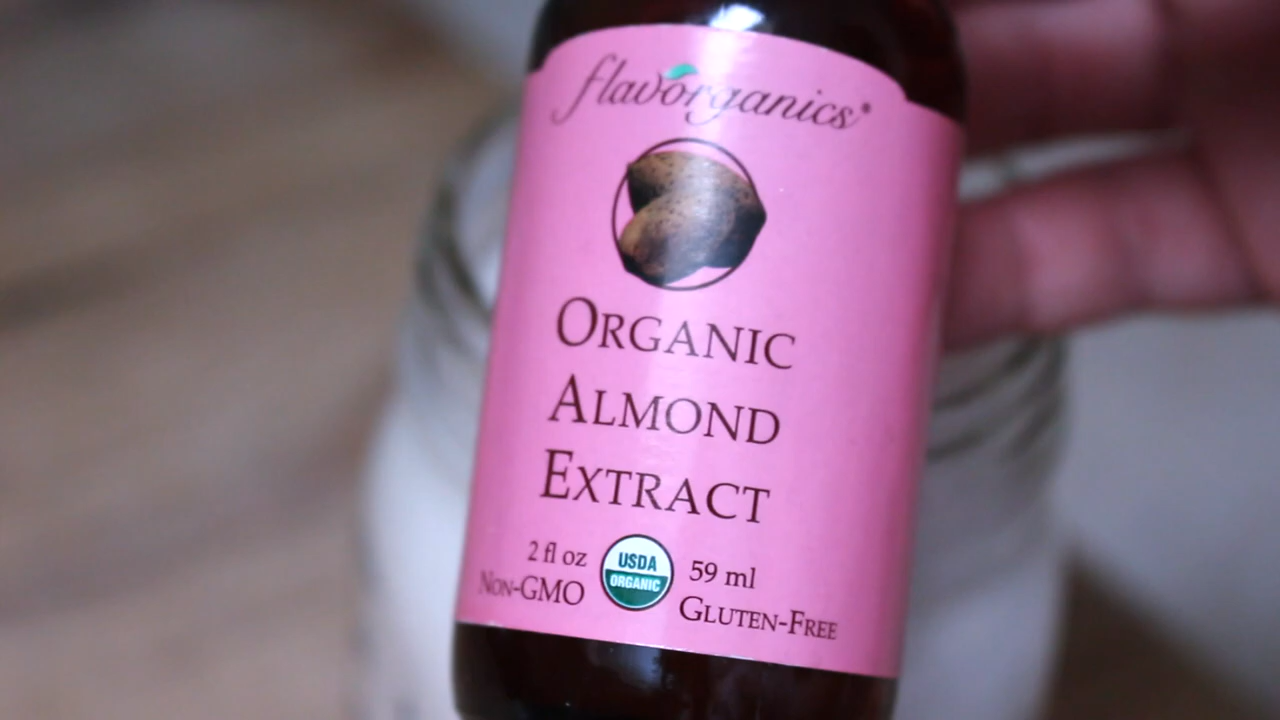 flavorganics®
ORGANIC
ALMOND
EXTRACT
2 fl oz
USDA
ORGANIC
59 ml
NON-GMO
GLUTEN-FREE